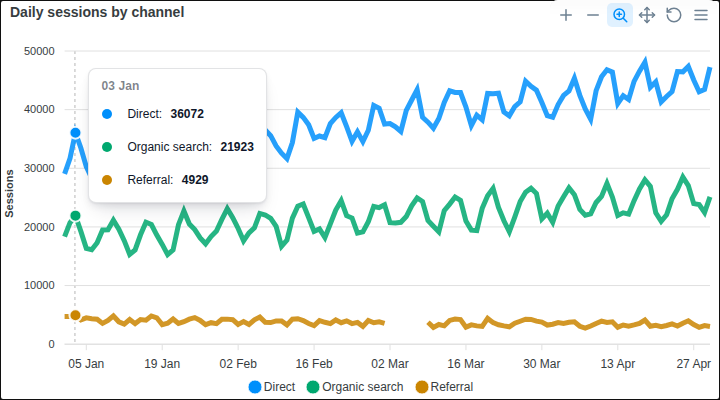 Daily sessions by channel
50000
40000
30000
20000
10000
0
Sessions
03 Jan
Direct: 36072
Organic search: 21923
Referral: 4929
05 Jan 19 Jan 02 Feb 16 Feb 02 Mar 16 Mar 30 Mar 13 Apr 27 Apr
Direct Organic search Referral